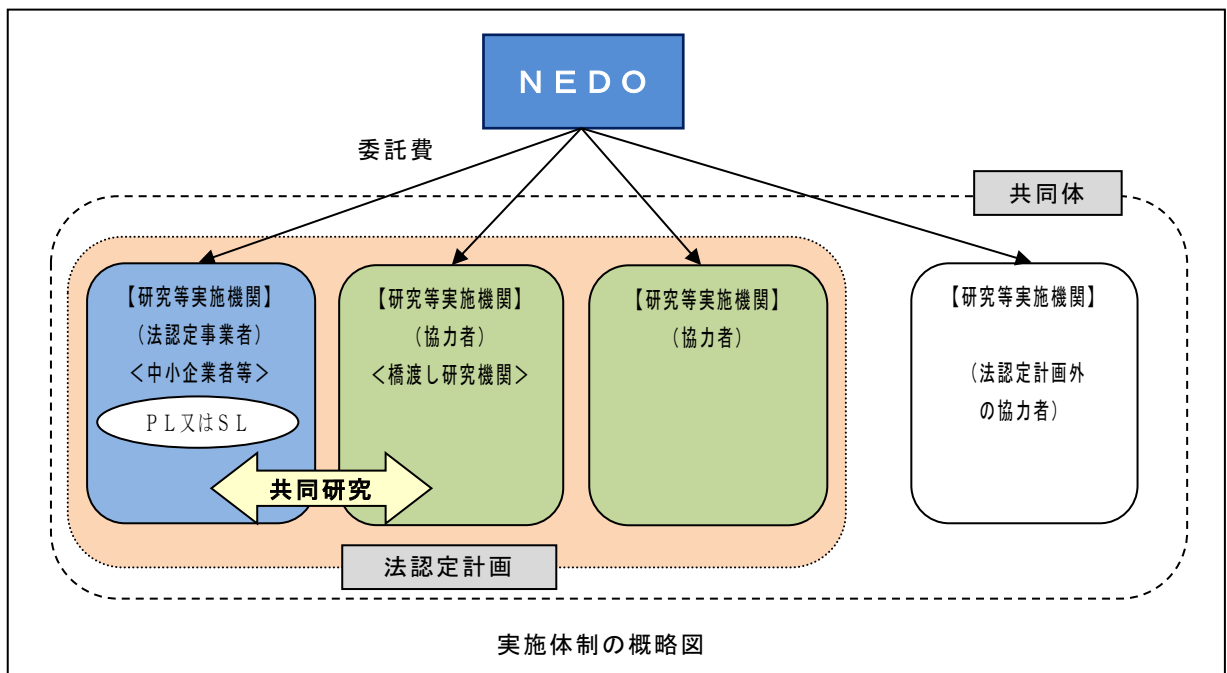 ＮＥＤＯ
委託費
共同体
【研究等実施機関】
（法認定事業者）
＜中小企業者等＞
ＰＬ又はＳＬ
【研究等実施機関】
（協力者）
＜橋渡し研究機関＞
共同研究
【研究等実施機関】
（協力者）
【研究等実施機関】
（法認定計画外
の協力者）
法認定計画
実施体制の概略図